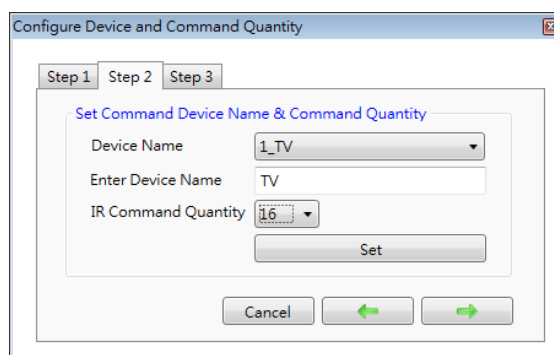 Configure Device and Command Quantity
Step 1 Step 2 Step 3
Set Command Device Name & Command Quantity
Device Name 1_TV
Enter Device Name TV
IR Command Quantity 16
Set
Cancel